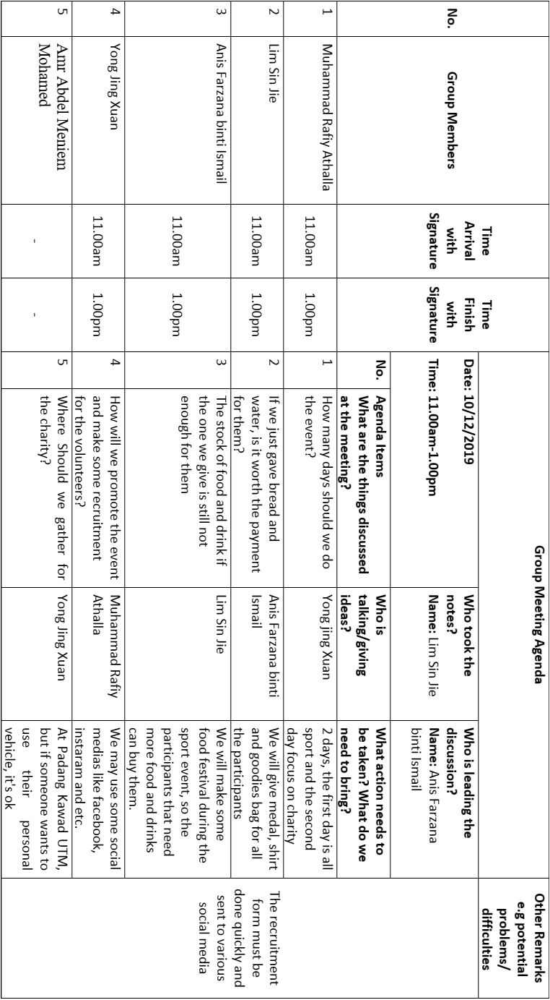 No.
Group Members
Time
Arrival
with
Signature
Time
Finish
with
Signature
Group Meeting Agenda
Other Remarks
e.g potential
problems/
difficulties
Date: 10/12/2019
Time: 11.00am-1.00pm
Who took the
notes?
Name: Lim Sin Jie
Who is leading the
discussion?
Name: Anis Farzana
binti Ismail
No.
Agenda Items
What are the things discussed
at the meeting?
Who is
talking/giving
ideas?
What action needs to
be taken? What do we
need to bring?
1
Muhammad Rafiy Athalla
11.00am
1.00pm
1
How many days should we do
the event?
Yong jing Xuan
2 days, the first day is all
sport and the second
day focus on charity
2
Lim Sin Jie
11.00am
1.00pm
2
If we just gave bread and
water, is it worth the payment
for them?
Anis Farzana binti
Ismail
We will give medal, shirt
and goodies bag for all
the participants
3
Anis Farzana binti Ismail
11.00am
1.00pm
3
The stock of food and drink if
the one we give is still not
enough for them
Lim Sin Jie
We will make some
food festival during the
sport event, so the
participants that need
more food and drinks
can buy them.
The recruitment
form must be
done quickly and
sent to various
social media
4
Yong Jing Xuan
11.00am
1.00pm
4
How will we promote the event
and make some recruitment
for the volunteers?
Muhammad Rafiy
Athalla
We may use some social
medias like facebook,
instaram and etc.
5
Amr Abdel Meniem
Mohamed
-
-
5
Where Should we gather for
the charity?
Yong Jing Xuan
At Padang Kawad UTM,
but if someone wants to
use their personal
vehicle, it's ok